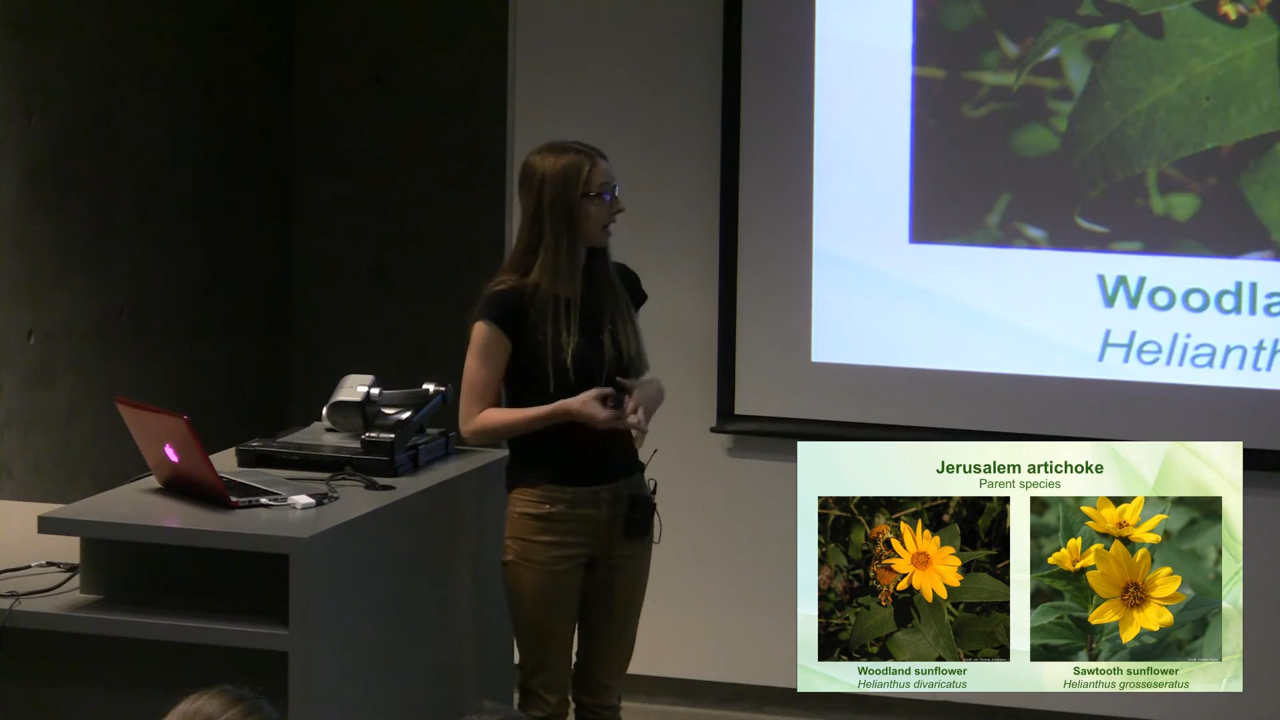 Woodla
Helianth
Jerusalem artichoke
Parent species
Woodland sunflower
Helianthus divaricatus
Sawtooth sunflower
Helianthus grosseseratus